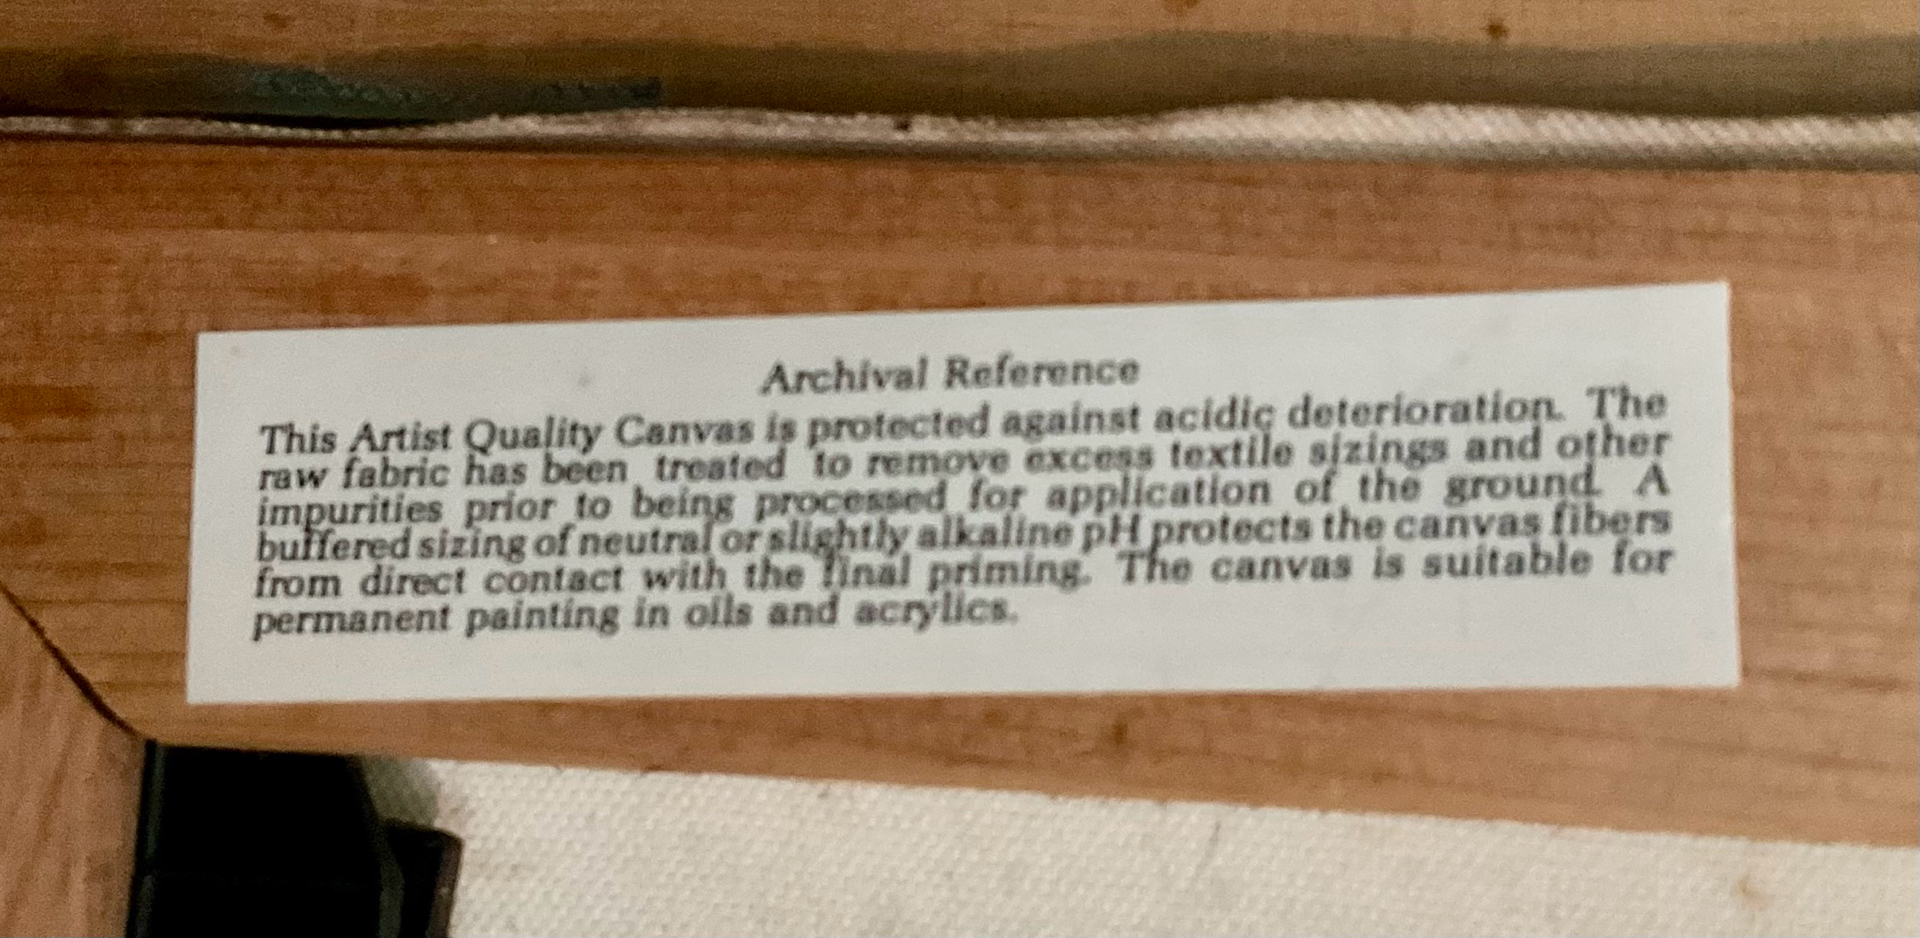 Archival Reference
This Artist Quality Canvas is protected against acidic deterioration. The
raw fabric has been treated to remove excess textile sizings and other
impurities prior to being processed for application of the ground. A
buffered sizing of neutral or slightly alkaline pH protects the canvas fibers
from direct contact with the final priming. The canvas is suitable for
permanent painting in oils and acrylics.